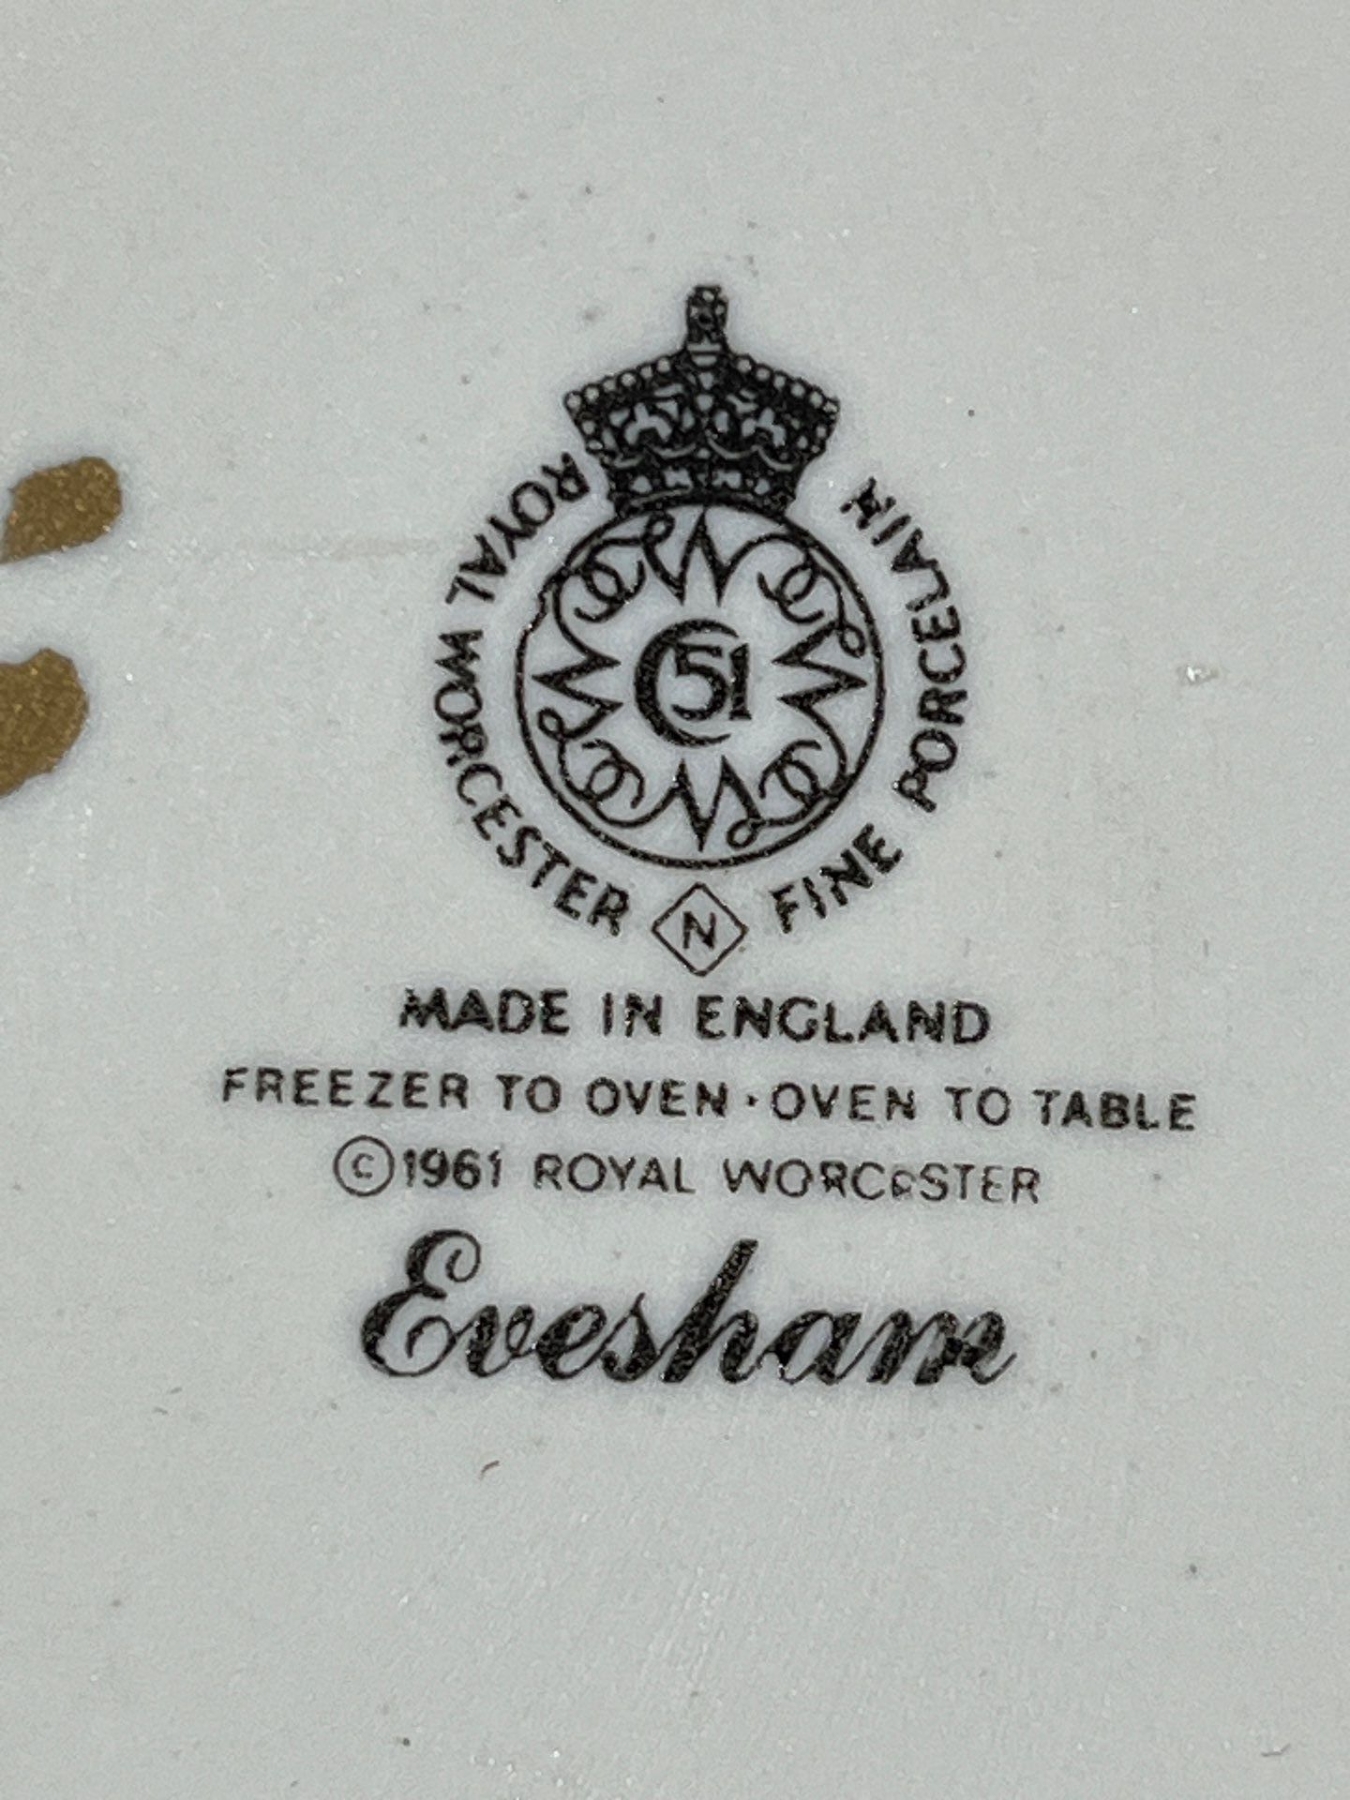 ROYAL WORCESTER
FINE PORCELAIN
51
N
MADE IN ENGLAND
FREEZER TO OVEN · OVEN TO TABLE
©1961 ROYAL WORCESTER
Evesham